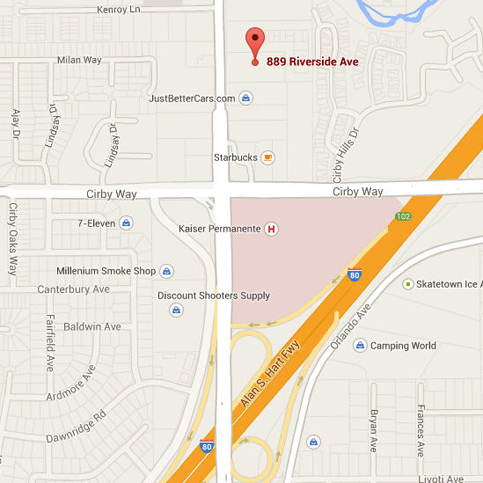 Kenroy Ln
Milan Way
889 Riverside Ave
JustBetterCars.com
Ajay Dr
Lindsay Dr
Lindsay Dr
Cirby Hills Dr
Starbucks
Cirby Way
Cirby Way
Cirby Oaks Way
7-Eleven
Kaiser Permanente
H
102
Millenium Smoke Shop
80
Canterbury Ave
Discount Shooters Supply
Skatetown Ice A
Fairfield Ave
Baldwin Ave
Orlando Ave
Camping World
Alan S. Hart Fwy
Ardmore Ave
Dawnridge Rd
Bryan Ave
Frances Ave
80
Livoti Ave